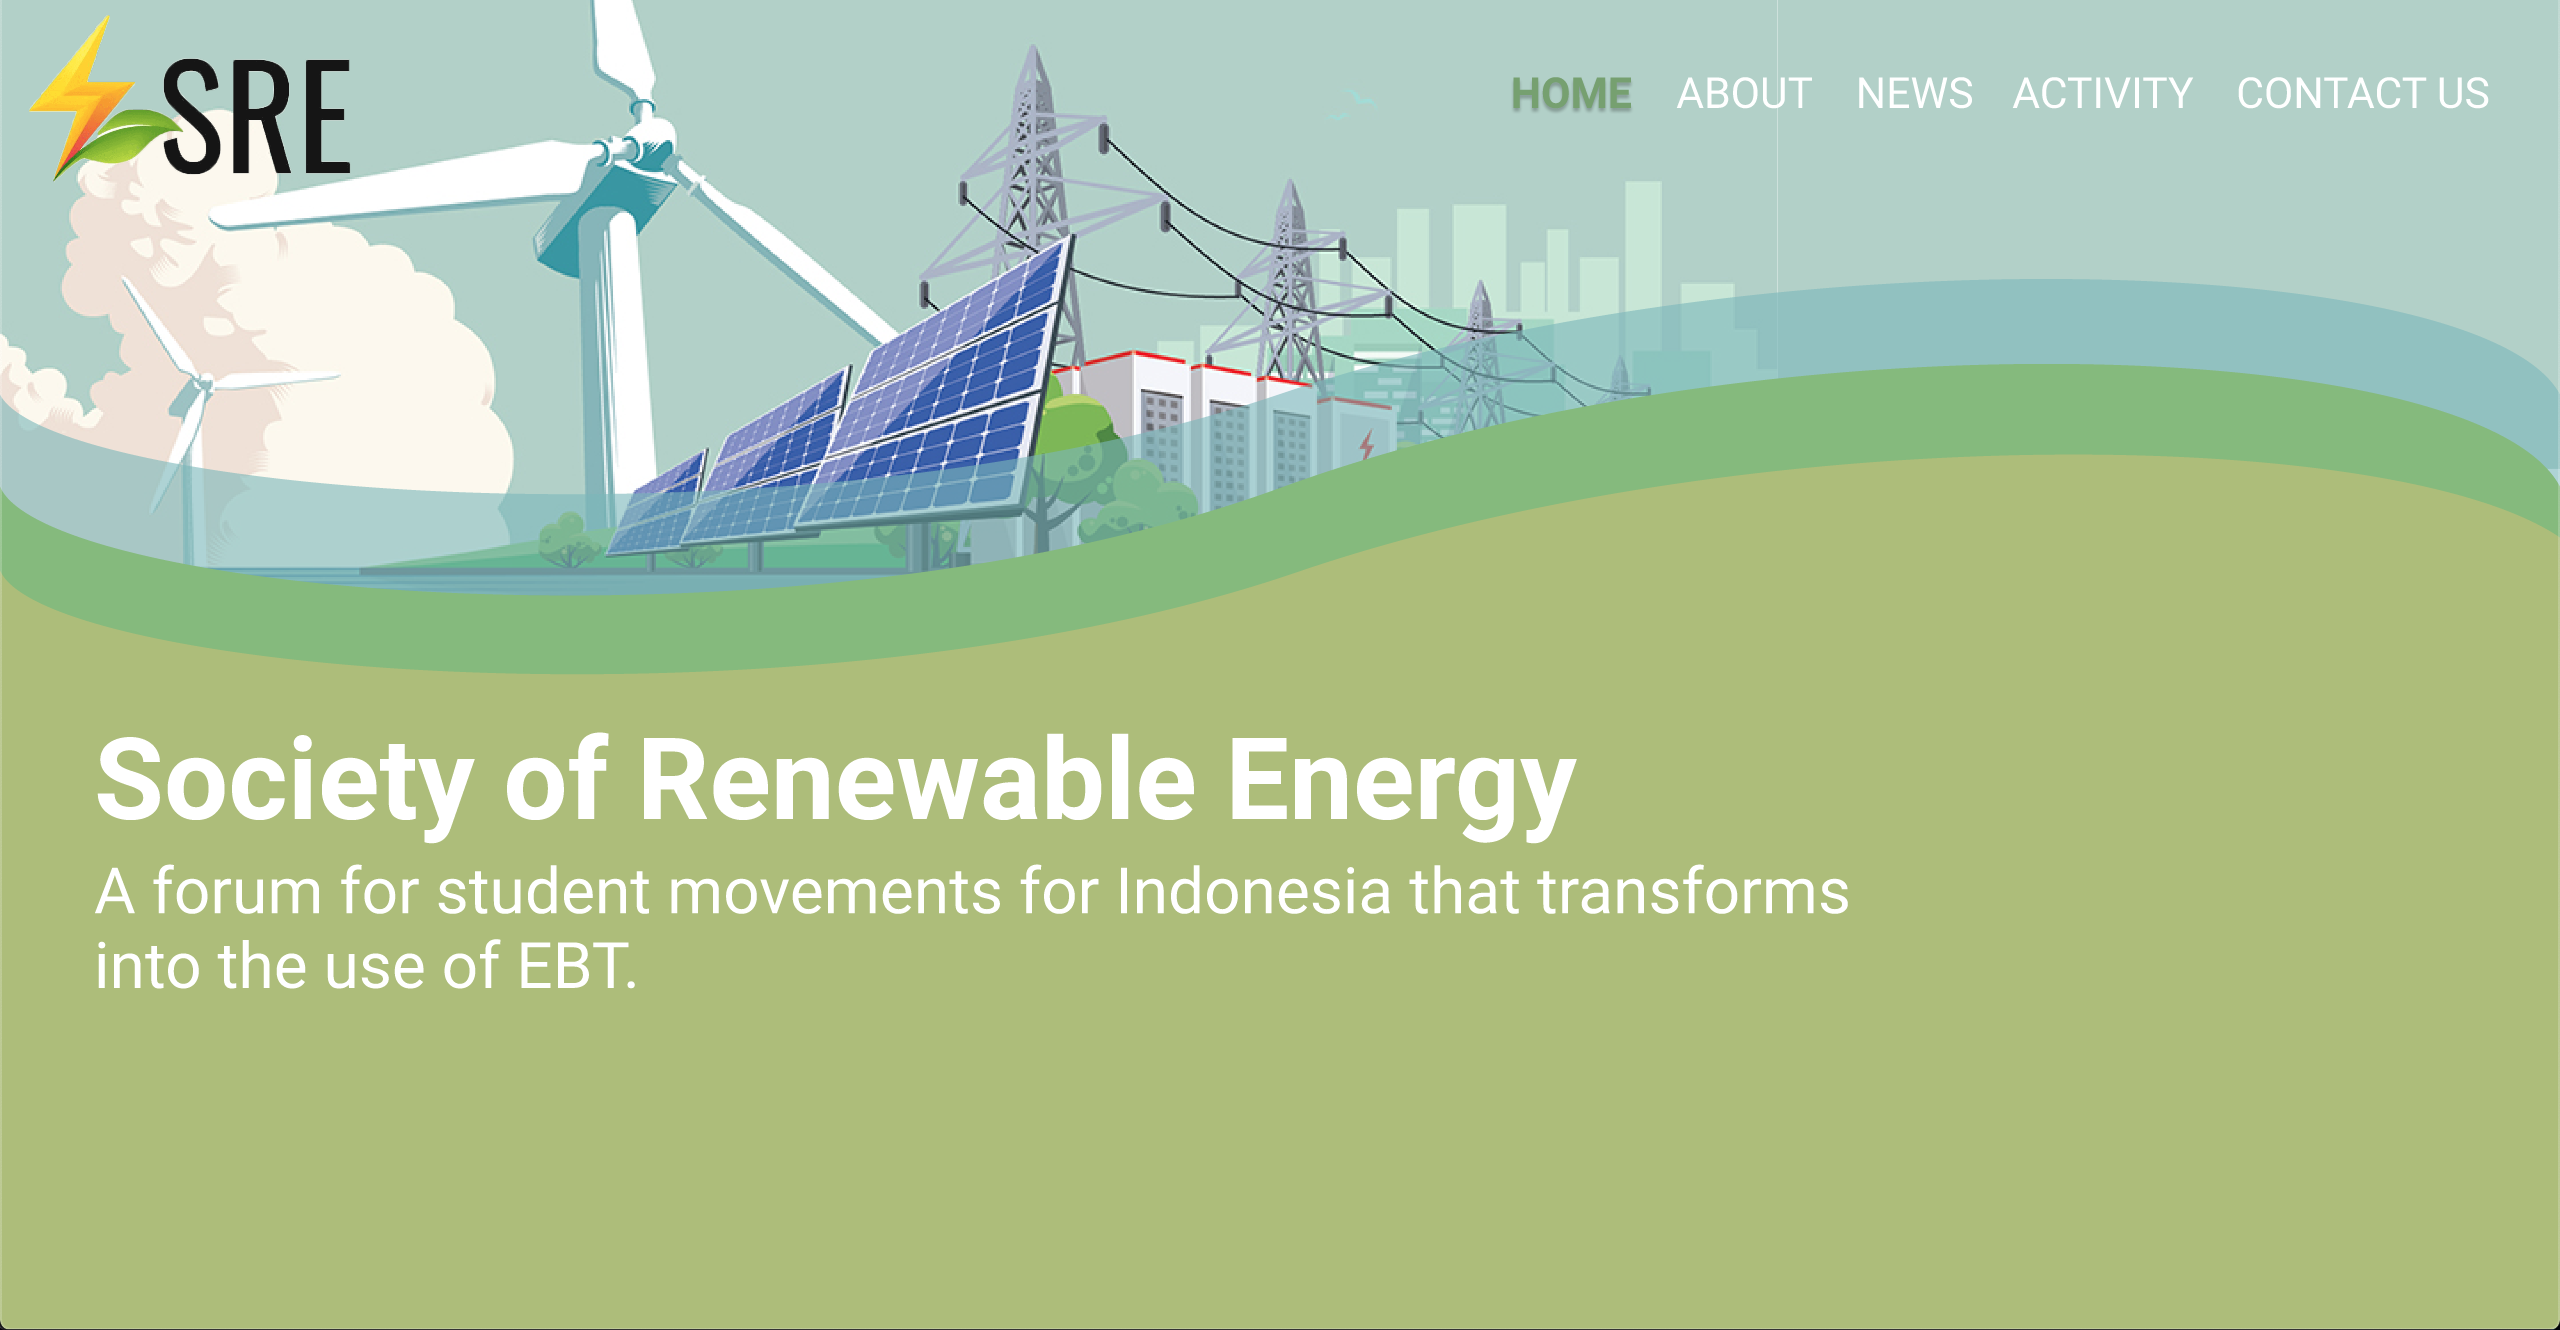 SRE
HOME ABOUT NEWS ACTIVITY CONTACT US
Society of Renewable Energy
A forum for student movements for Indonesia that transforms
into the use of EBT.